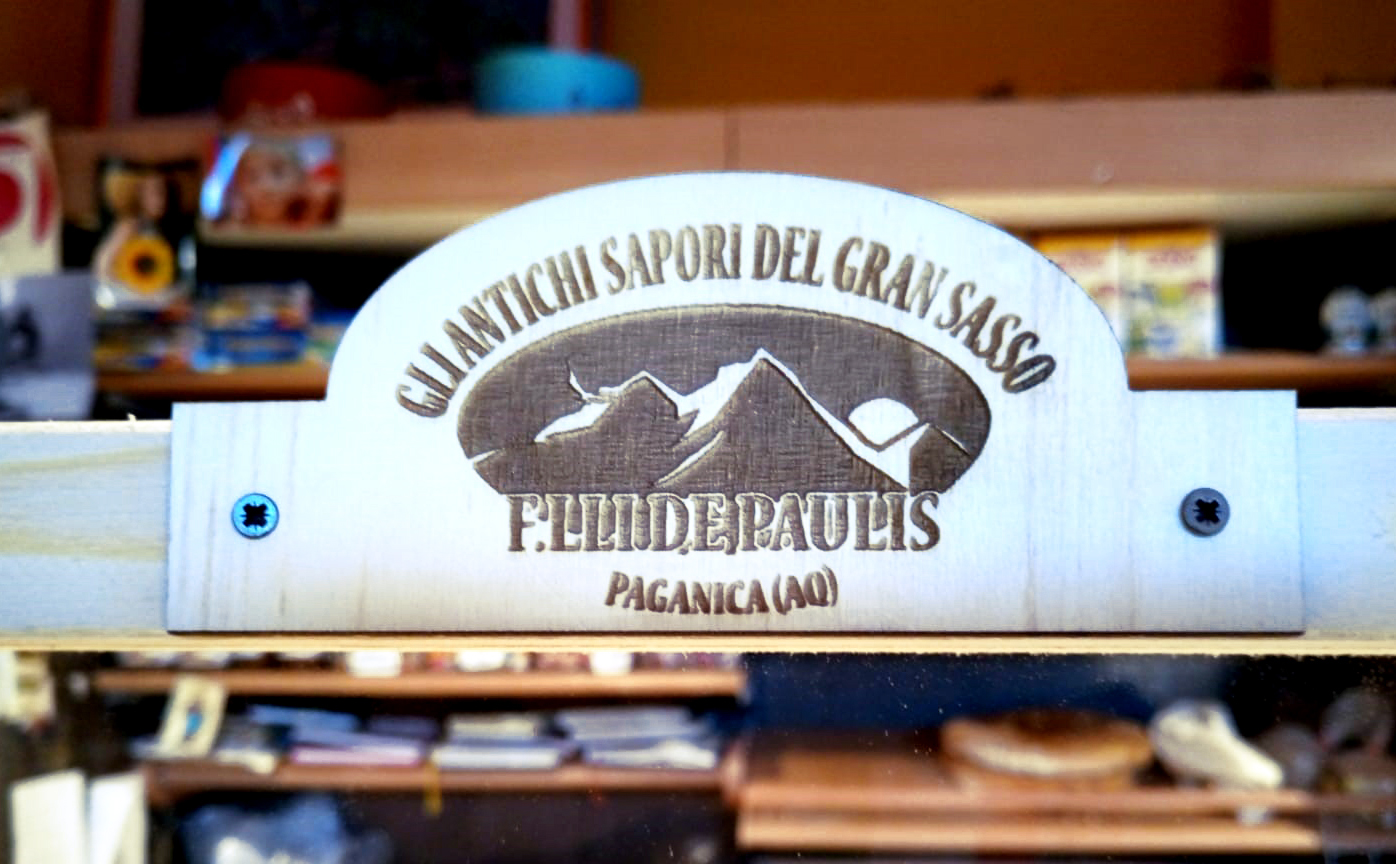 GLI ANTICHI SAPORI DEL GRAN SASSO
F.LLI DE PAULIS
PAGANICA (AQ)